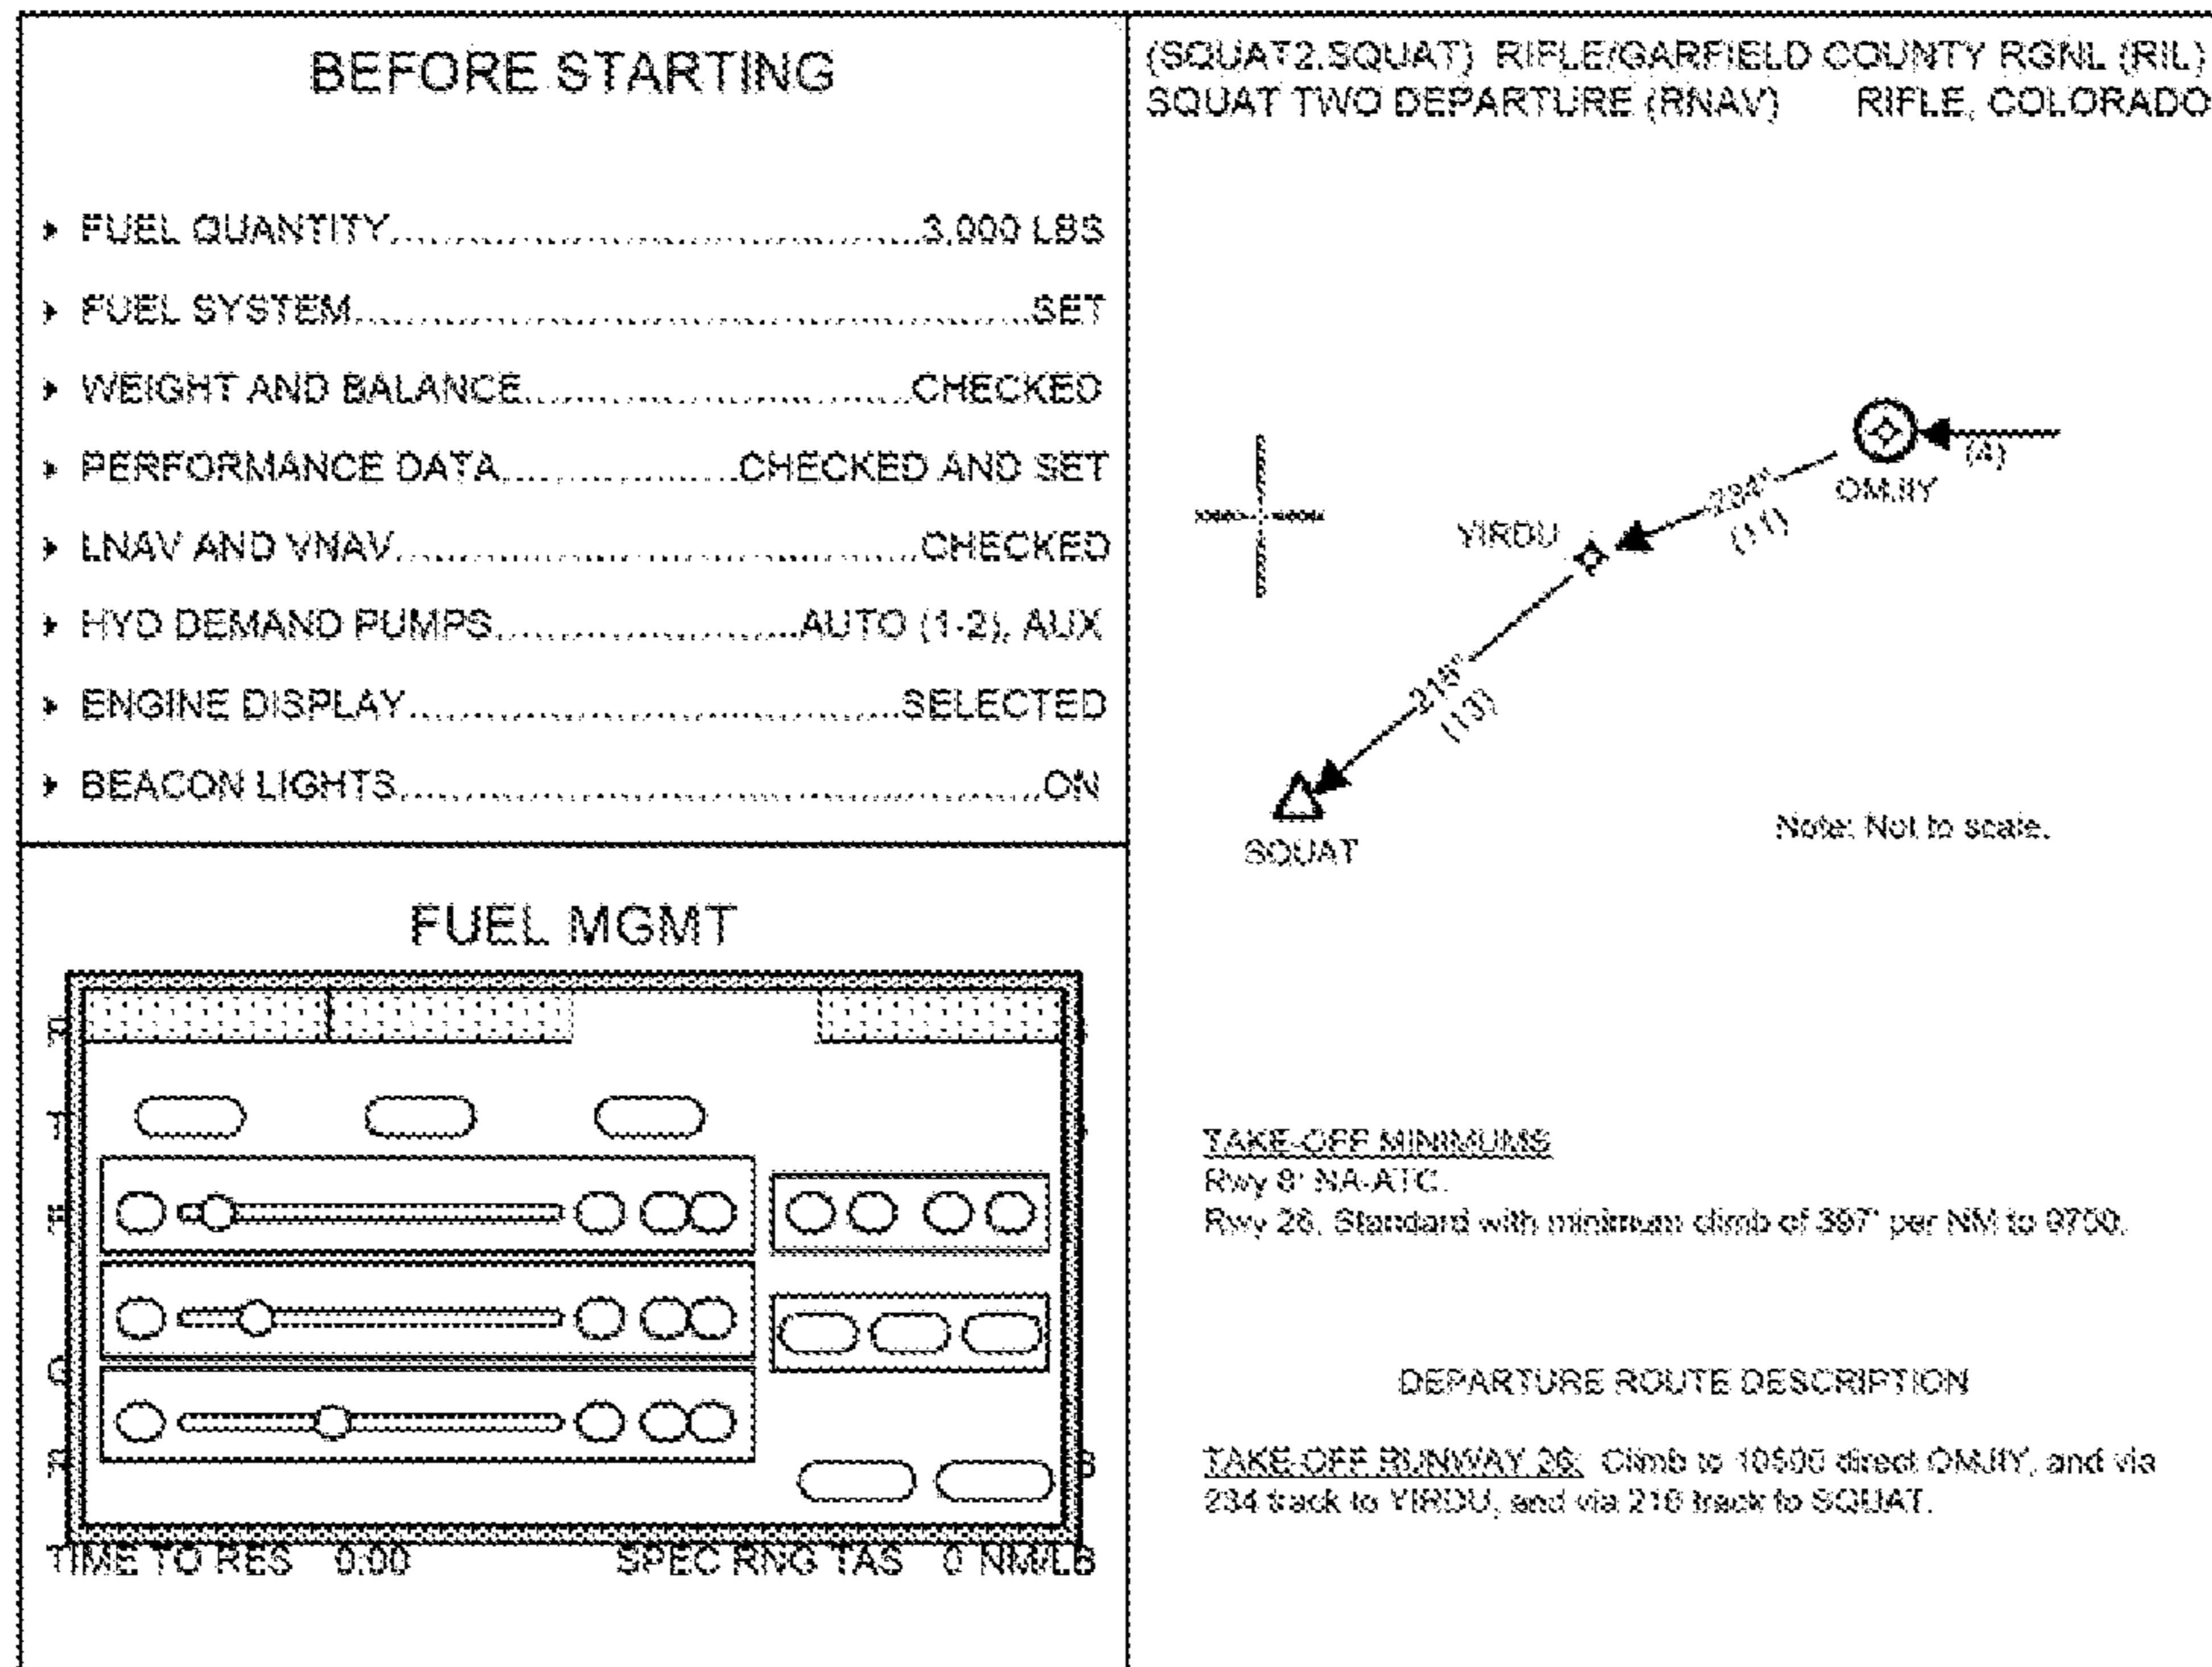 BEFORE STARTING
FUEL QUANTITY..........3,000 LBS
FUEL SYSTEM..........SET
WEIGHT AND BALANCE..........CHECKED
PERFORMANCE DATA..........CHECKED AND SET
LNAV AND VNAV..........CHECKED
HYD DEMAND PUMPS..........AUTO (1-2), AUX
ENGINE DISPLAY..........SELECTED
BEACON LIGHTS..........ON
FUEL MGMT
TIME TO RES 0:00 SPEC RNG TAS 0 NM/LB
(SQUAT2.SQUAT) RIFLE/GARFIELD COUNTY RGNL (RIL)
SQUAT TWO DEPARTURE (RNAV) RIFLE, COLORADO
(4)
OMJIY
234°
(11)
YIRDU
(13)
SQUAT
Note: Not to scale.
TAKE-OFF MINIMUMS
Rwy 8: NA-ATC.
Rwy 26. Standard with minimum climb of 397' per NM to 9700.
DEPARTURE ROUTE DESCRIPTION
TAKE-OFF RUNWAY 26: Climb to 10500 direct OMJIY, and via
234 track to YIRDU, and via track to SQUAT.